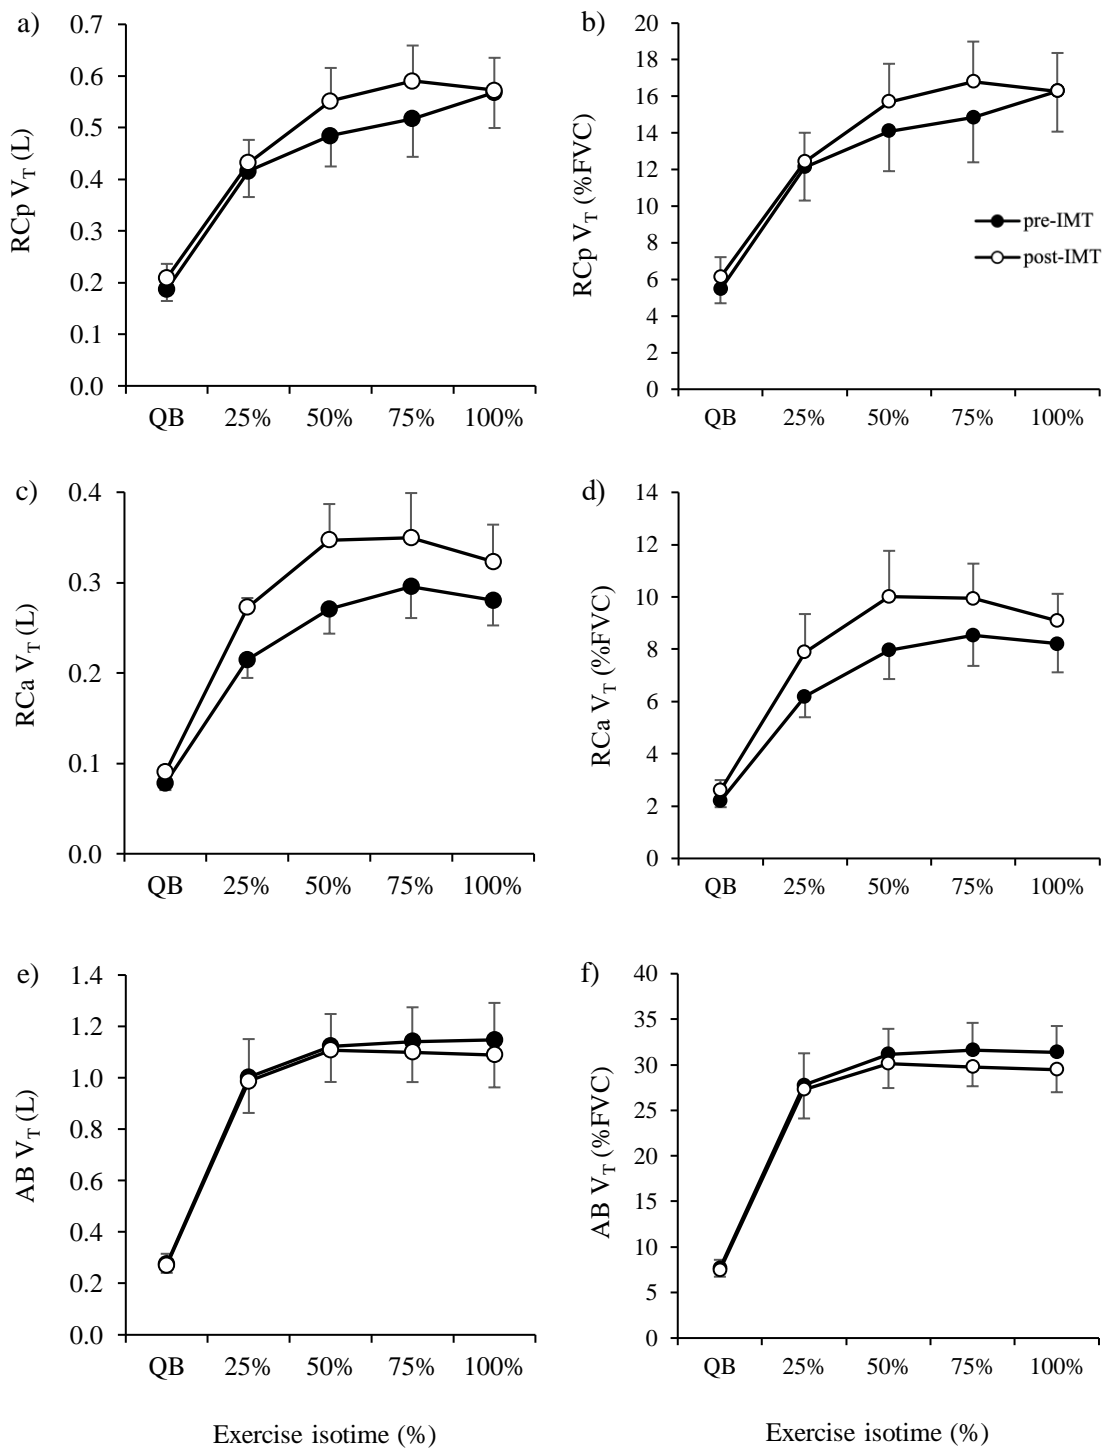 a)
0.7
0.6
0.5
0.4
0.3
0.2
0.1
0.0
RCp VT (L)
QB 25% 50% 75% 100%
b)
20
18
16
14
12
10
8
6
4
2
0
RCp VT (%FVC)
pre-IMT
post-IMT
QB 25% 50% 75% 100%
c)
0.4
0.3
0.2
0.1
0.0
RCa VT (L)
QB 25% 50% 75% 100%
d)
14
12
10
8
6
4
2
0
RCa VT (%FVC)
QB 25% 50% 75% 100%
e)
1.4
1.2
1.0
0.8
0.6
0.4
0.2
0.0
AB VT (L)
QB 25% 50% 75% 100%
Exercise isotime (%)
f)
40
35
30
25
20
15
10
5
0
AB VT (%FVC)
QB 25% 50% 75% 100%
Exercise isotime (%)